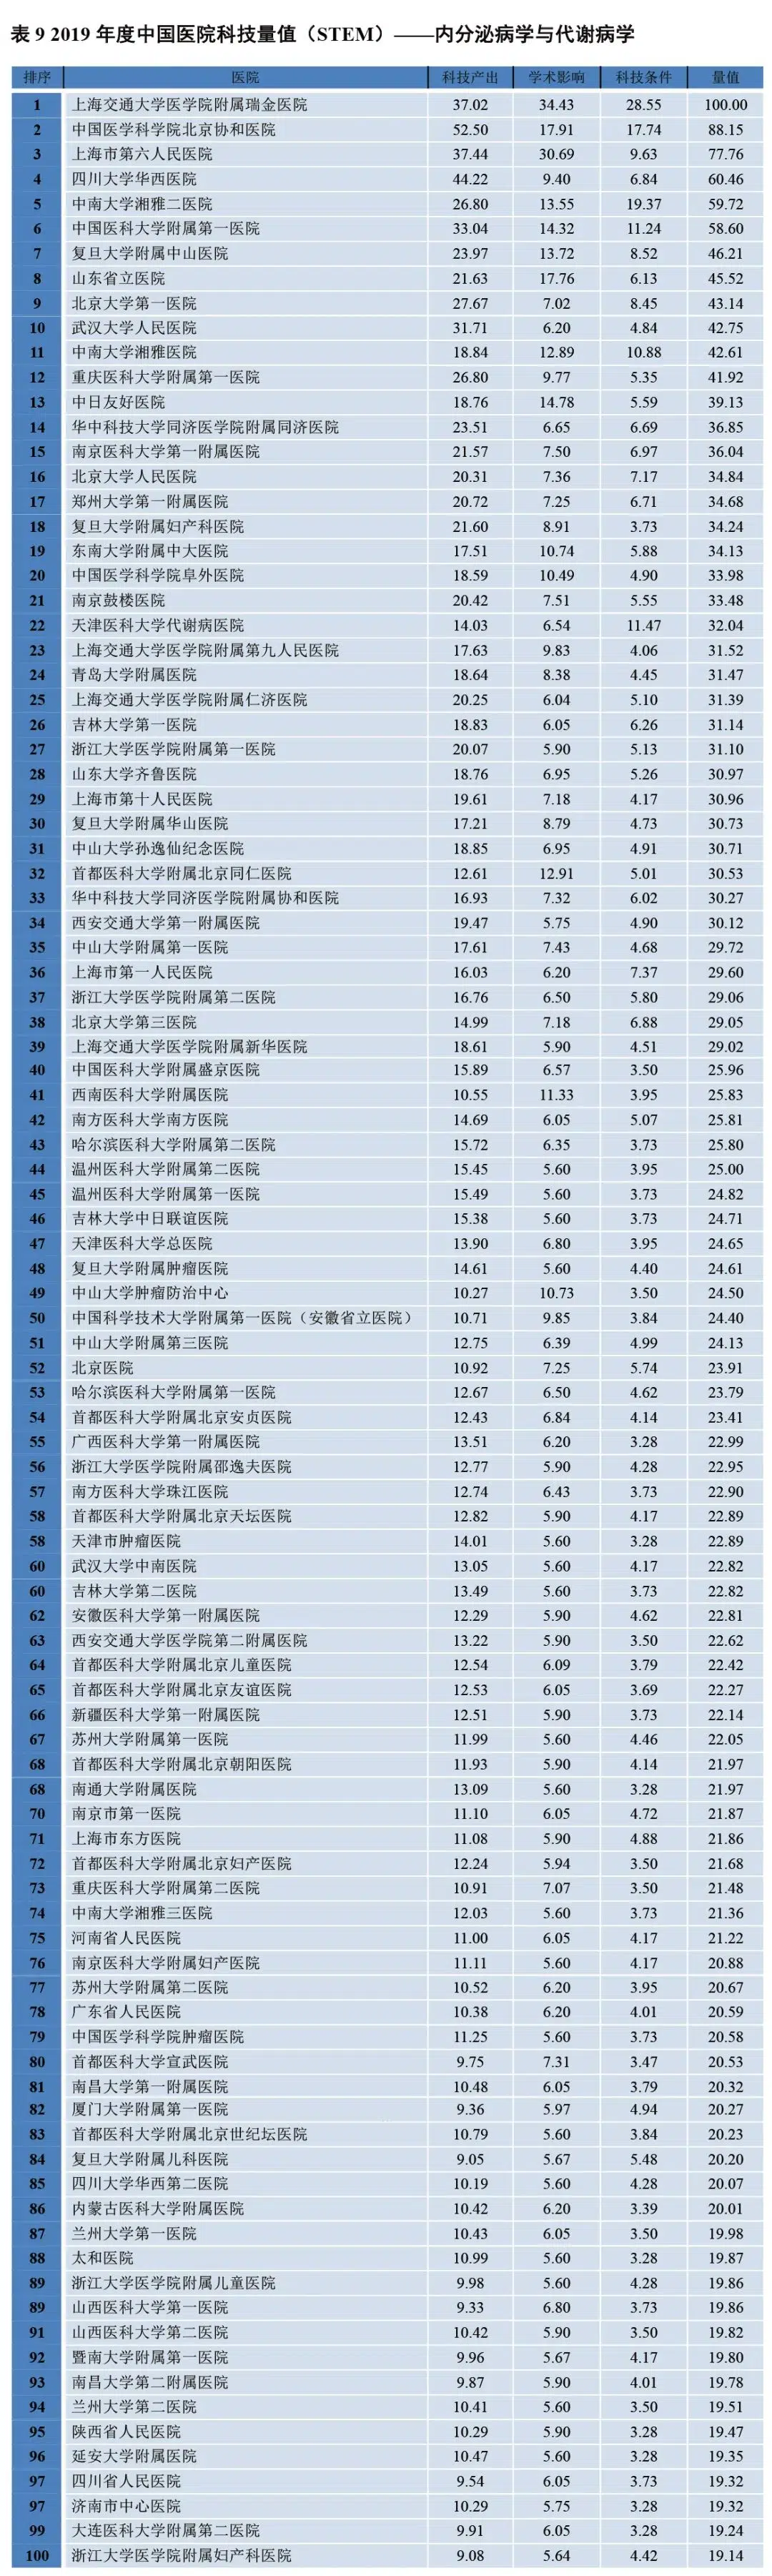 表 9 2019 年度中国医院科技量值（STEM）——内分泌病学与代谢病学
排序 医院 科技产出 学术影响 科技条件 量值
1 上海交通大学医学院附属瑞金医院 37.02 34.43 28.55 100.00
2 中国医学科学院北京协和医院 52.50 17.91 17.74 88.15
3 上海市第六人民医院 37.44 30.69 9.63 77.76
4 四川大学华西医院 44.22 9.40 6.84 60.46
5 中南大学湘雅二医院 26.80 13.55 19.37 59.72
6 中国医科大学附属第一医院 33.04 14.32 11.24 58.60
7 复旦大学附属中山医院 23.97 13.72 8.52 46.21
8 山东省立医院 21.63 17.76 6.13 45.52
9 北京大学第一医院 27.67 7.02 8.45 43.14
10 武汉大学人民医院 31.71 6.20 4.84 42.75
11 中南大学湘雅医院 18.84 12.89 10.88 42.61
12 重庆医科大学附属第一医院 26.80 9.77 5.35 41.92
13 中日友好医院 18.76 14.78 5.59 39.13
14 华中科技大学同济医学院附属同济医院 23.51 6.65 6.69 36.85
15 南京医科大学第一附属医院 21.57 7.50 6.97 36.04
16 北京大学人民医院 20.31 7.36 7.17 34.84
17 郑州大学第一附属医院 20.72 7.25 6.71 34.68
18 复旦大学附属妇产科医院 21.60 8.91 3.73 34.24
19 东南大学附属中大医院 17.51 10.74 5.88 34.13
20 中国医学科学院阜外医院 18.59 10.49 4.90 33.98
21 南京鼓楼医院 20.42 7.51 5.55 33.48
22 天津医科大学代谢病医院 14.03 6.54 11.47 32.04
23 上海交通大学医学院附属第九人民医院 17.63 9.83 4.06 31.52
24 青岛大学附属医院 18.64 8.38 4.45 31.47
25 上海交通大学医学院附属仁济医院 20.25 6.04 5.10 31.39
26 吉林大学第一医院 18.83 6.05 6.26 31.14
27 浙江大学医学院附属第一医院 20.07 5.90 5.13 31.10
28 山东大学齐鲁医院 18.76 6.95 5.26 30.97
29 上海市第十人民医院 19.61 7.18 4.17 30.96
30 复旦大学附属华山医院 17.21 8.79 4.73 30.73
31 中山大学孙逸仙纪念医院 18.85 6.95 4.91 30.71
32 首都医科大学附属北京同仁医院 12.61 12.91 5.01 30.53
33 华中科技大学同济医学院附属协和医院 16.93 7.32 6.02 30.27
34 西安交通大学第一附属医院 19.47 5.75 4.90 30.12
35 中山大学附属第一医院 17.61 7.43 4.68 29.72
36 上海市第一人民医院 16.03 6.20 7.37 29.60
37 浙江大学医学院附属第二医院 16.76 6.50 5.80 29.06
38 北京大学第三医院 14.99 7.18 6.88 29.05
39 上海交通大学医学院附属新华医院 18.61 5.90 4.51 29.02
40 中国医科大学附属盛京医院 15.89 6.57 3.50 25.96
41 西南医科大学附属医院 10.55 11.33 3.95 25.83
42 南方医科大学南方医院 14.69 6.05 5.07 25.81
43 哈尔滨医科大学附属第二医院 15.72 6.35 3.73 25.80
44 温州医科大学附属第二医院 15.45 5.60 3.95 25.00
45 温州医科大学附属第一医院 15.49 5.60 3.73 24.82
46 吉林大学中日联谊医院 15.38 5.60 3.73 24.71
47 天津医科大学总医院 13.90 6.80 3.95 24.65
48 复旦大学附属肿瘤医院 14.61 5.60 4.40 24.61
49 中山大学肿瘤防治中心 10.27 10.73 3.50 24.50
50 中国科学技术大学附属第一医院（安徽省立医院） 10.71 9.85 3.84 24.40
51 中山大学附属第三医院 12.75 6.39 4.99 24.13
52 北京医院 10.92 7.25 5.74 23.91
53 哈尔滨医科大学附属第一医院 12.67 6.50 4.62 23.79
54 首都医科大学附属北京安贞医院 12.43 6.84 4.14 23.41
55 广西医科大学第一附属医院 13.51 6.20 3.28 22.99
56 浙江大学医学院附属邵逸夫医院 12.77 5.90 4.28 22.95
57 南方医科大学珠江医院 12.74 6.43 3.73 22.90
58 首都医科大学附属北京天坛医院 12.82 5.90 4.17 22.89
58 天津市肿瘤医院 14.01 5.60 3.28 22.89
60 武汉大学中南医院 13.05 5.60 4.17 22.82
60 吉林大学第二医院 13.49 5.60 3.73 22.82
62 安徽医科大学第一附属医院 12.29 5.90 4.62 22.81
63 西安交通大学医学院第二附属医院 13.22 5.90 3.50 22.62
64 首都医科大学附属北京儿童医院 12.54 6.09 3.79 22.42
65 首都医科大学附属北京友谊医院 12.53 6.05 3.69 22.27
66 新疆医科大学第一附属医院 12.51 5.90 3.73 22.14
67 苏州大学附属第一医院 11.99 5.60 4.46 22.05
68 首都医科大学附属北京朝阳医院 11.93 5.90 4.14 21.97
68 南通大学附属医院 13.09 5.60 3.28 21.97
70 南京市第一医院 11.10 6.05 4.72 21.87
71 上海市东方医院 11.08 5.90 4.88 21.86
72 首都医科大学附属北京妇产医院 12.24 5.94 3.50 21.68
73 重庆医科大学附属第二医院 10.91 7.07 3.50 21.48
74 中南大学湘雅三医院 12.03 5.60 3.73 21.36
75 河南省人民医院 11.00 6.05 4.17 21.22
76 南京医科大学附属妇产医院 11.11 5.60 4.17 20.88
77 苏州大学附属第二医院 10.52 6.20 3.95 20.67
78 广东省人民医院 10.38 6.20 4.01 20.59
79 中国医学科学院肿瘤医院 11.25 5.60 3.73 20.58
80 首都医科大学宣武医院 9.75 7.31 3.47 20.53
81 南昌大学第一附属医院 10.48 6.05 3.79 20.32
82 厦门大学附属第一医院 9.36 5.97 4.94 20.27
83 首都医科大学附属北京世纪坛医院 10.79 5.60 3.84 20.23
84 复旦大学附属儿科医院 9.05 5.67 5.48 20.20
85 四川大学华西第二医院 10.19 5.60 4.28 20.07
86 内蒙古医科大学附属医院 10.42 6.20 3.39 20.01
87 兰州大学第一医院 10.43 6.05 3.50 19.98
88 太和医院 10.99 5.60 3.28 19.87
89 浙江大学医学院附属儿童医院 9.98 5.60 4.28 19.86
89 山西医科大学第一医院 9.33 6.80 3.73 19.86
91 山西医科大学第二医院 10.42 5.90 3.50 19.82
92 暨南大学附属第一医院 9.96 5.67 4.17 19.80
93 南昌大学第二附属医院 9.87 5.90 4.01 19.78
94 兰州大学第二医院 10.41 5.60 3.50 19.51
95 陕西省人民医院 10.29 5.90 3.28 19.47
96 延安大学附属医院 10.47 5.60 3.28 19.35
97 四川省人民医院 9.54 6.05 3.73 19.32
97 济南市中心医院 10.29 5.75 3.28 19.32
99 大连医科大学附属第二医院 9.91 6.05 3.28 19.24
100 浙江大学医学院附属妇产科医院 9.08 5.64 4.42 19.14